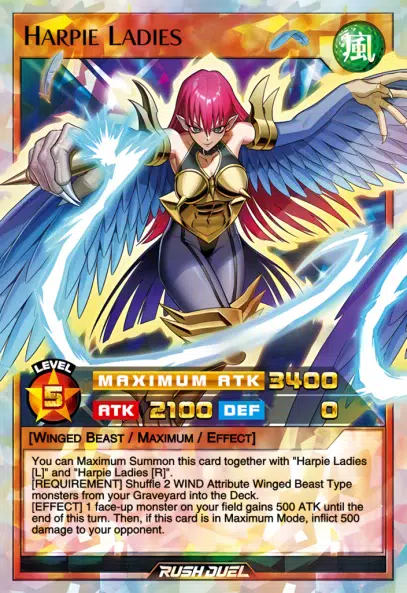 HARPIE LADIES
風
LEVEL
5
MAXIMUM ATK 3400
ATK 2100 DEF 0
[WINGED BEAST / MAXIMUM / EFFECT]
You can Maximum Summon this card together with "Harpie Ladies
[L]" and "Harpie Ladies [R]".
[REQUIREMENT] Shuffle 2 WIND Attribute Winged Beast Type
monsters from your Graveyard into the Deck.
[EFFECT] 1 face-up monster on your field gains 500 ATK until the
end of this turn. Then, if this card is in Maximum Mode, inflict 500
damage to your opponent.
RUSH DUEL